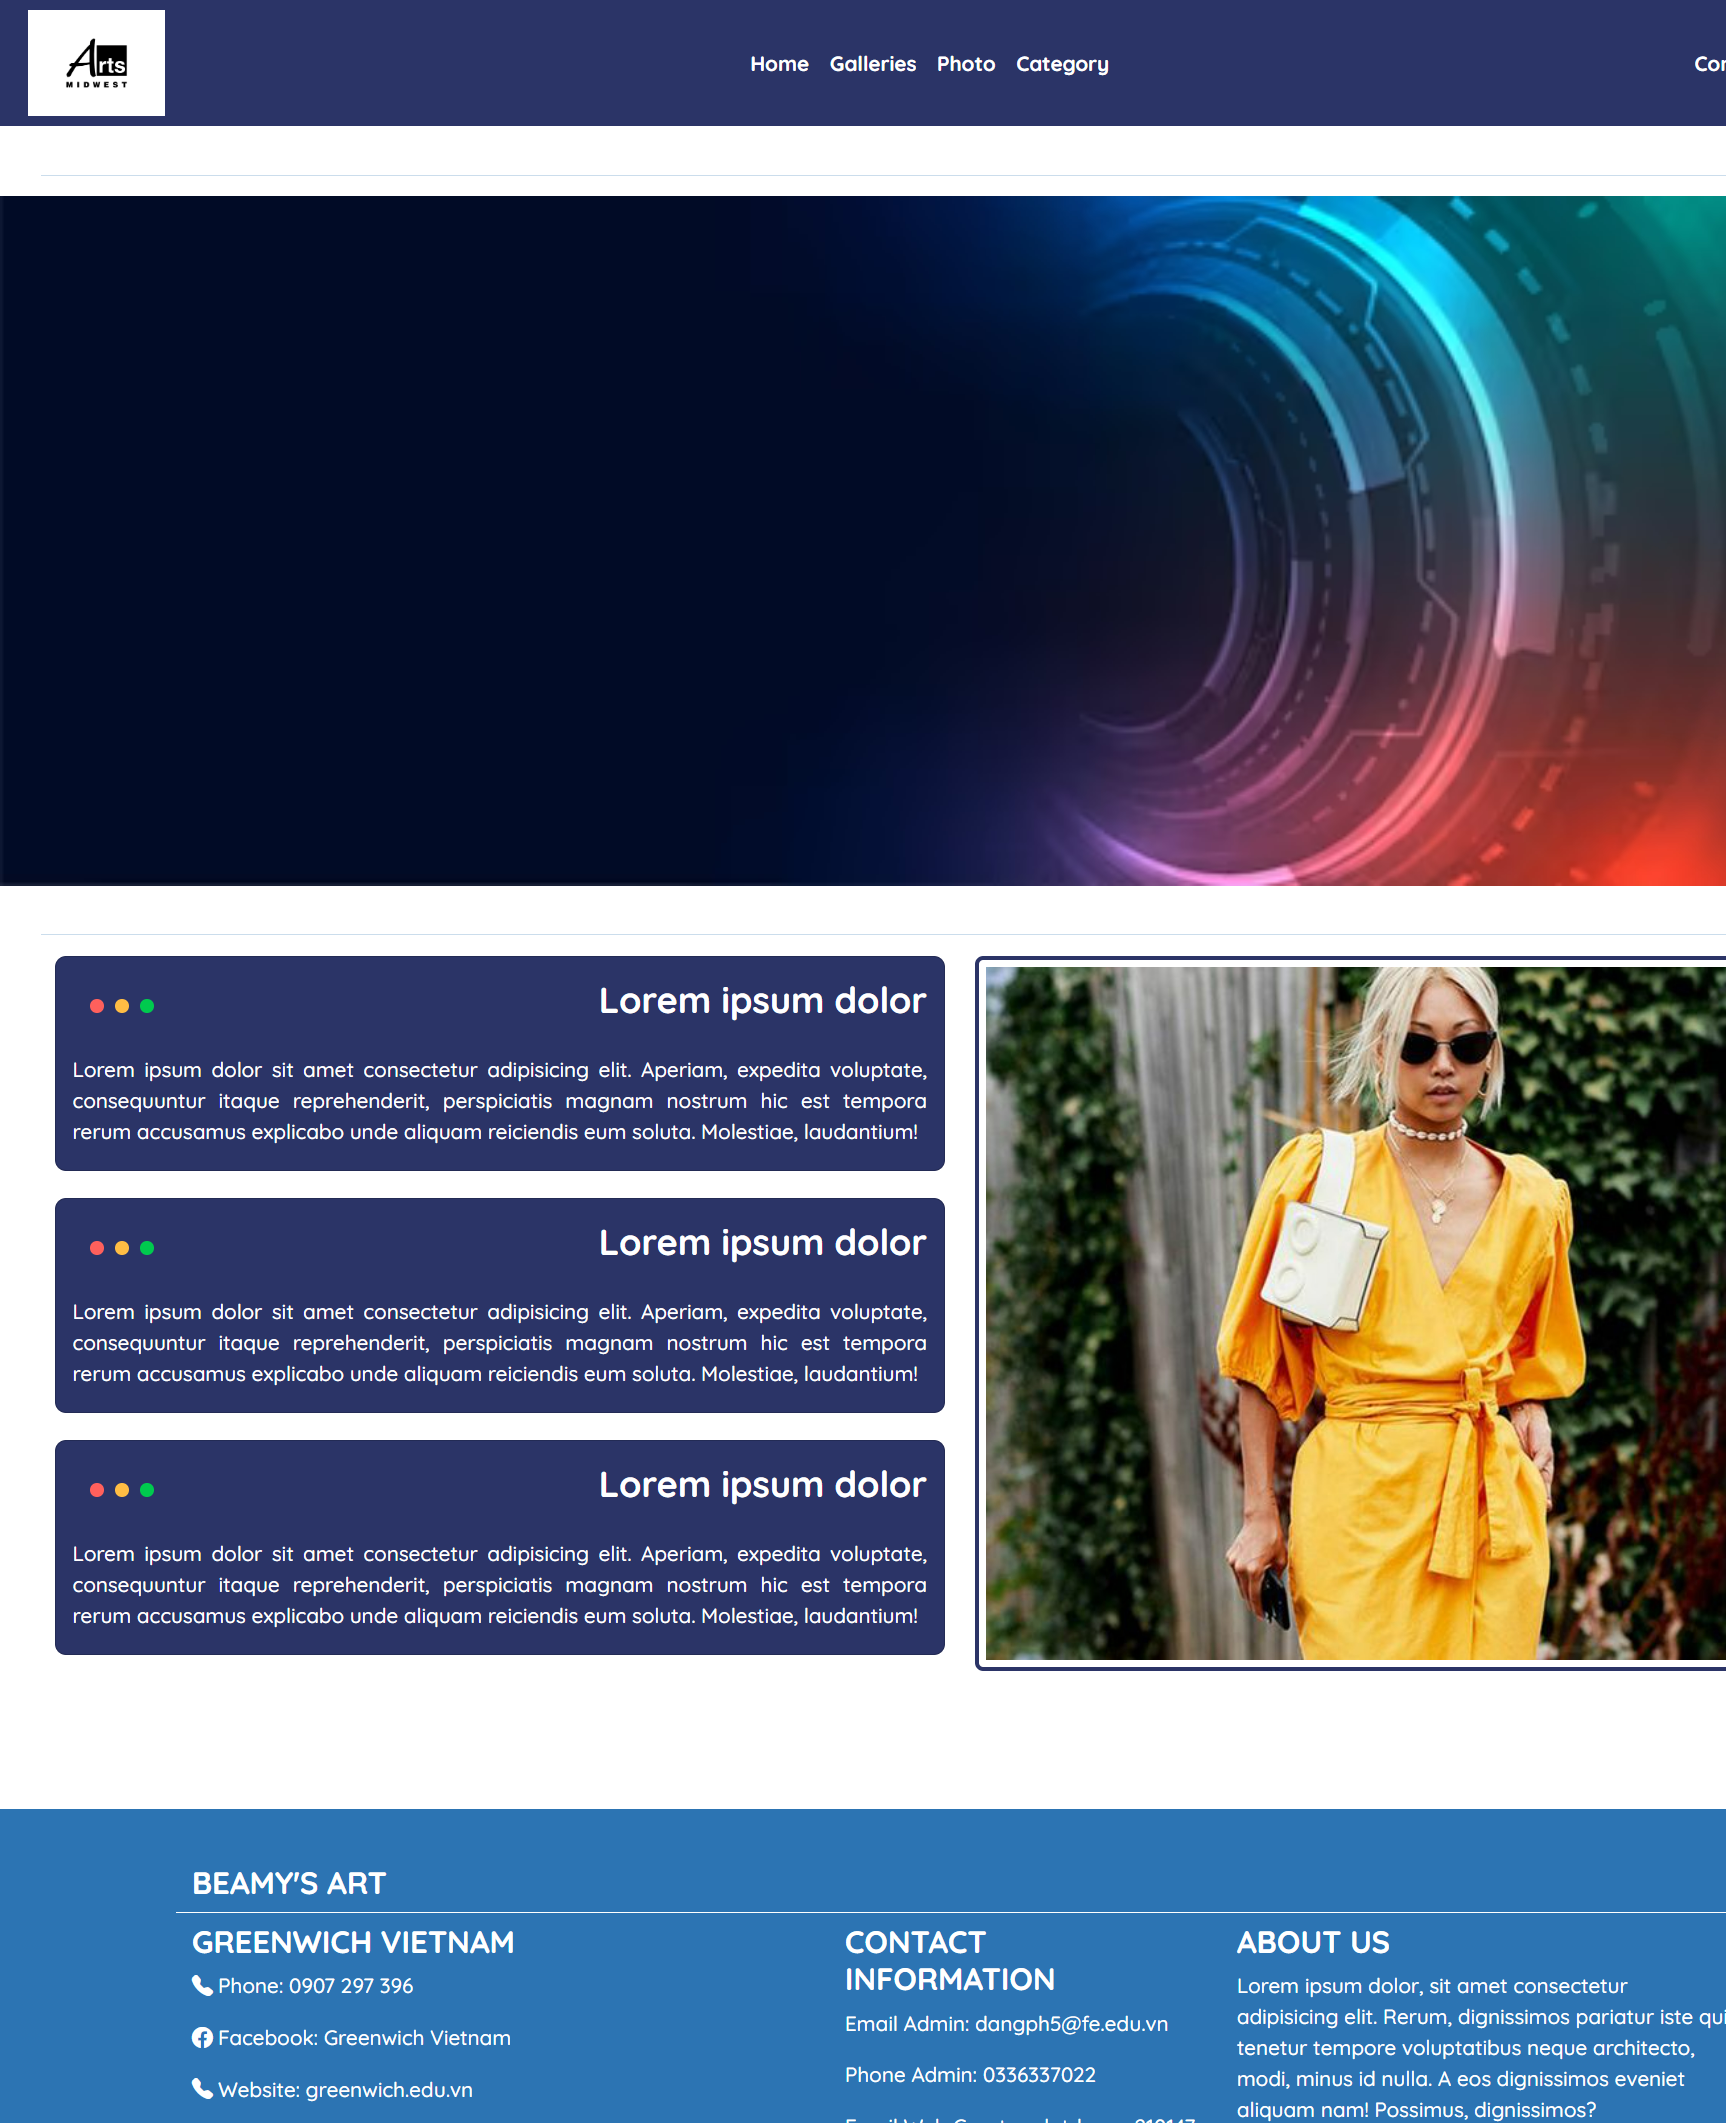 Arts
MIDWEST
Home Galleries Photo Category
Lorem ipsum dolor
Lorem ipsum dolor sit amet consectetur adipisicing elit. Aperiam, expedita voluptate,
consequuntur itaque reprehenderit, perspiciatis magnam nostrum hic est tempora
rerum accusamus explicabo unde aliquam reiciendis eum soluta. Molestiae, laudantium!
Lorem ipsum dolor
Lorem ipsum dolor sit amet consectetur adipisicing elit. Aperiam, expedita voluptate,
consequuntur itaque reprehenderit, perspiciatis magnam nostrum hic est tempora
rerum accusamus explicabo unde aliquam reiciendis eum soluta. Molestiae, laudantium!
Lorem ipsum dolor
Lorem ipsum dolor sit amet consectetur adipisicing elit. Aperiam, expedita voluptate,
consequuntur itaque reprehenderit, perspiciatis magnam nostrum hic est tempora
rerum accusamus explicabo unde aliquam reiciendis eum soluta. Molestiae, laudantium!
BEAMY'S ART
GREENWICH VIETNAM
Phone: 0907 297 396
Facebook: Greenwich Vietnam
Website: greenwich.edu.vn
CONTACT
INFORMATION
Email Admin: dangph5@fe.edu.vn
Phone Admin: 0336337022
ABOUT US
Lorem ipsum dolor, sit amet consectetur
adipisicing elit. Rerum, dignissimos pariatur iste qui
tenetur tempore voluptatibus neque architecto,
modi, minus id nulla. A eos dignissimos eveniet
aliquam nam! Possimus, dignissimos?